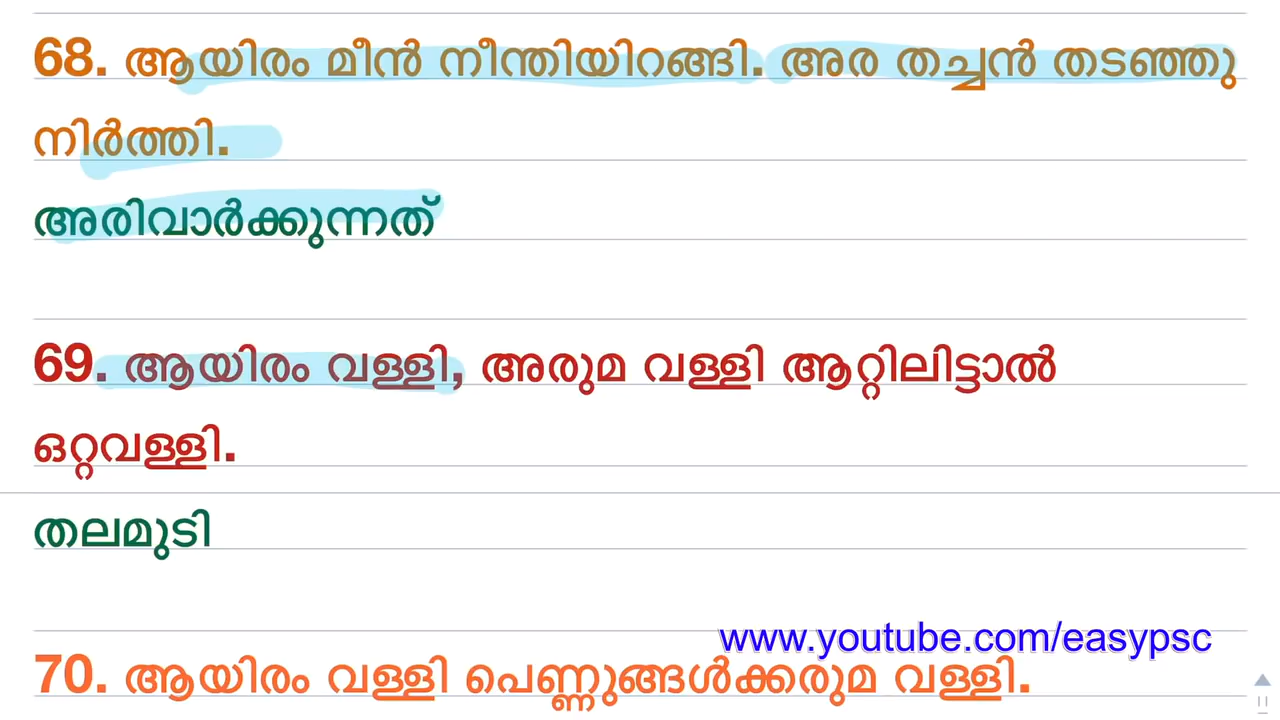 68. ആയിരം മീൻ നീന്തിയിറങ്ങി. അര തച്ചൻ തടഞ്ഞു
നിർത്തി.
അരിവാർക്കുന്നത്
69. ആയിരം വള്ളി, അരുമ വള്ളി ആറ്റിലിട്ടാൽ
ഒറ്റവള്ളി.
തലമുടി
www.youtube.com/easypsc
70. ആയിരം വള്ളി പെണ്ണുങ്ങൾക്കരുമ വള്ളി.